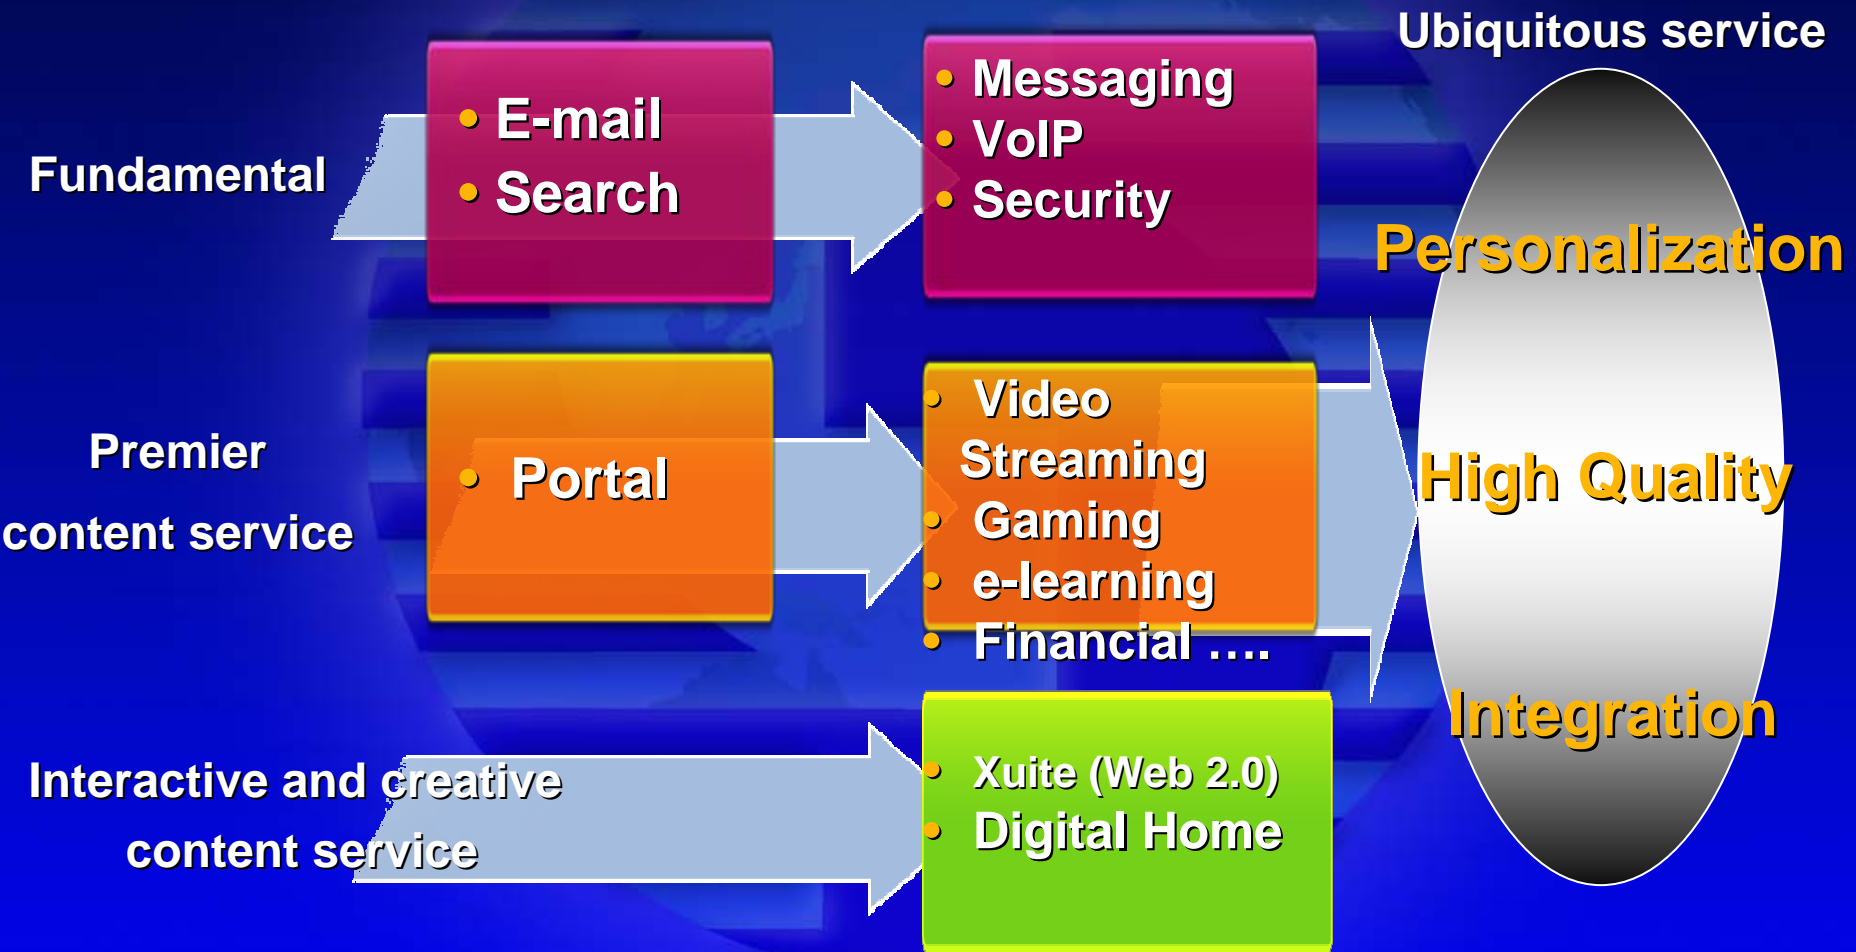 Ubiquitous service
Fundamental
• E-mail
• Search
• Messaging
• VoIP
• Security
Premier
content service
• Portal
• Video
Streaming
• Gaming
• e-learning
• Financial ….
Interactive and creative
content service
• Xuite (Web 2.0)
• Digital Home
Personalization
High Quality
Integration